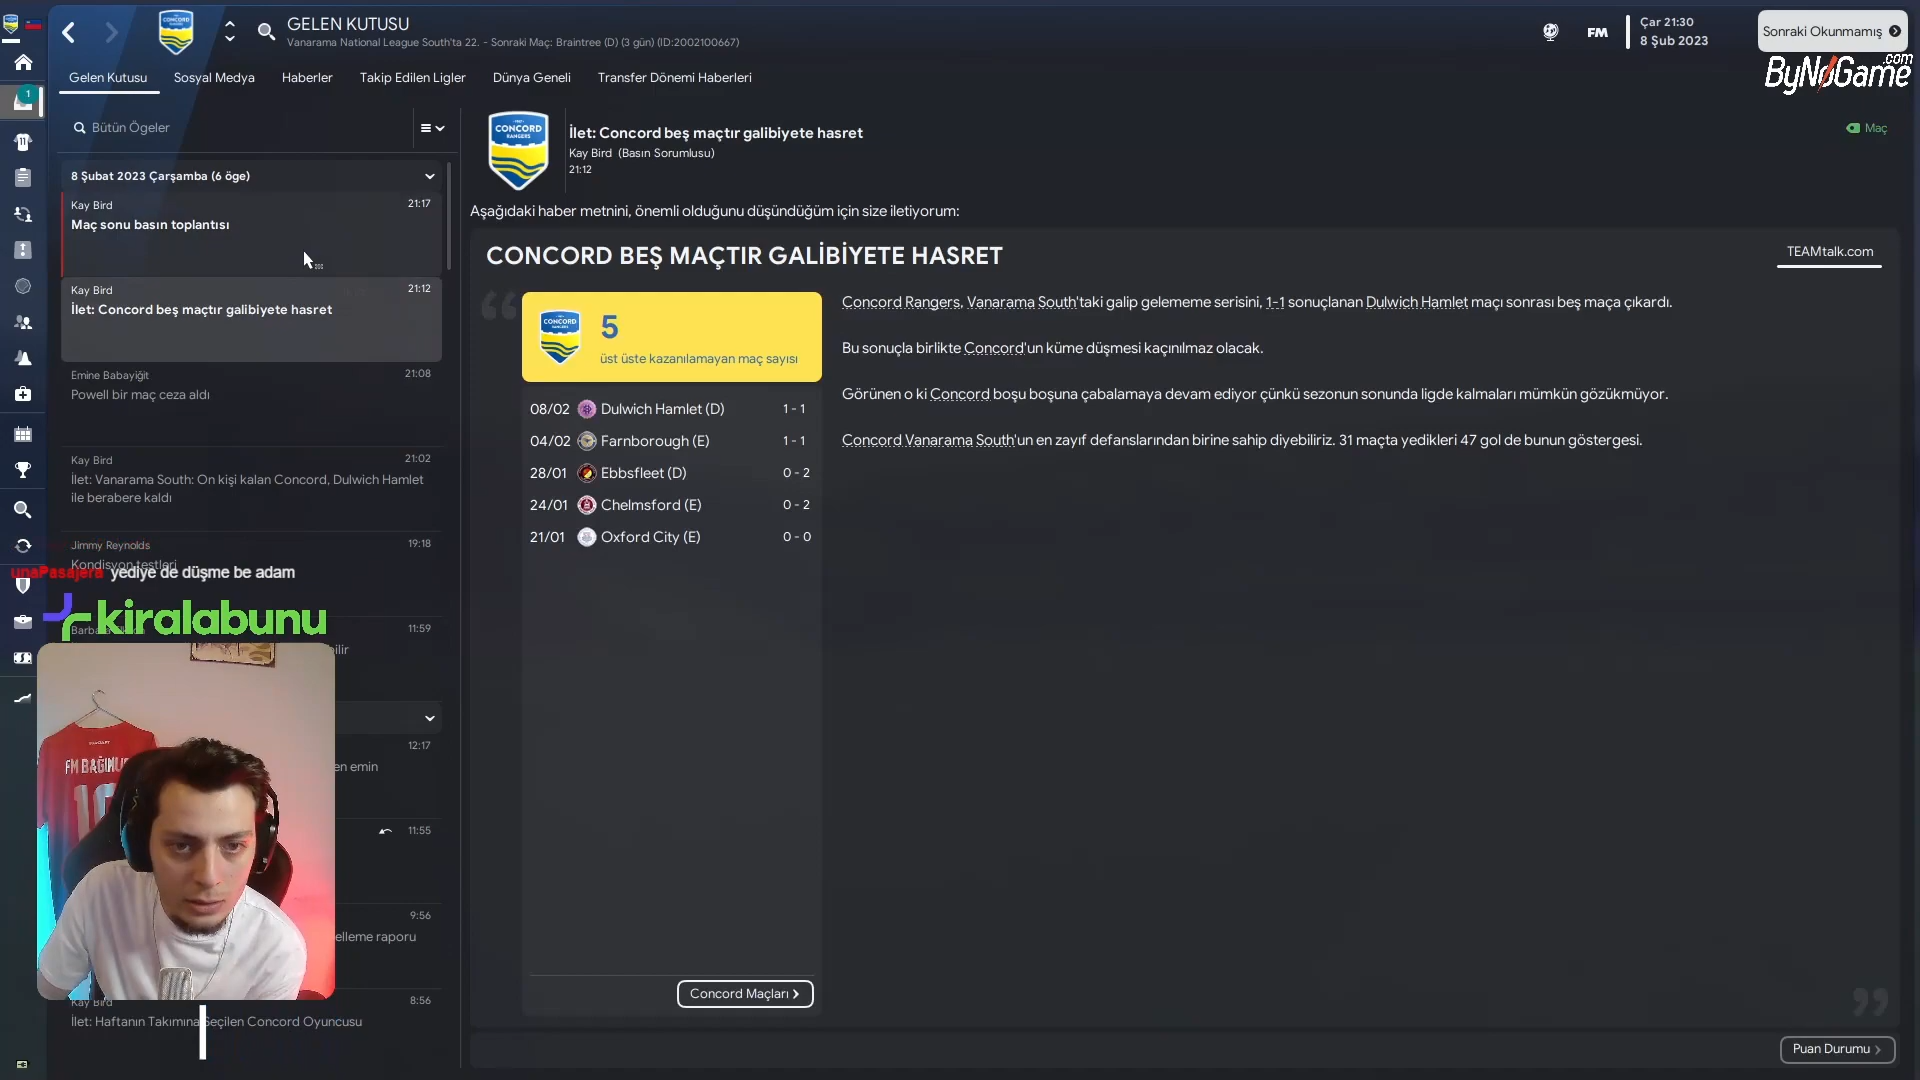 GELEN KUTUSU
Vanarama National League South'ta 22. - Sonraki Maç: Braintree (D) (3 gün) (ID:2002100667)
FM
Çar 21:30
8 Şub 2023
Sonraki Okunmamış
ByNoGame.com
Gelen Kutusu
Sosyal Medya
Haberler
Takip Edilen Ligler
Dünya Geneli
Transfer Dönemi Haberleri
1
Bütün Ögeler
8 Şubat 2023 Çarşamba (6 öge)
Kay Bird 21:17
Maç sonu basın toplantısı
Kay Bird 21:12
İlet: Concord beş maçtır galibiyete hasret
Emine Babayiğit 21:08
Powell bir maç ceza aldı
Kay Bird 21:02
İlet: Vanarama South: On kişi kalan Concord, Dulwich Hamlet
ile berabere kaldı
Jimmy Reynolds 19:18
Kondisyon testleri
unaPasajera yediye de düşme be adam
kiralabunu
11:59
12:17
en emin
11:55
9:56
elleme raporu
Kay Bird 8:56
İlet: Haftanın Takımına Seçilen Concord Oyuncusu
CONCORD
RANGERS
İlet: Concord beş maçtır galibiyete hasret
Kay Bird (Basın Sorumlusu)
21:12
Maç
Aşağıdaki haber metnini, önemli olduğunu düşündüğüm için size iletiyorum:
CONCORD BEŞ MAÇTIR GALİBİYETE HASRET
TEAMtalk.com
5
üst üste kazanılamayan maç sayısı
08/02 Dulwich Hamlet (D) 1 - 1
04/02 Farnborough (E) 1 - 1
28/01 Ebbsfleet (D) 0 - 2
24/01 Chelmsford (E) 0 - 2
21/01 Oxford City (E) 0 - 0
Concord Maçları
Concord Rangers, Vanarama South'taki galip gelememe serisini, 1-1 sonuçlanan Dulwich Hamlet maçı sonrası beş maça çıkardı.
Bu sonuçla birlikte Concord'un küme düşmesi kaçınılmaz olacak.
Görünen o ki Concord boşu boşuna çabalamaya devam ediyor çünkü sezonun sonunda ligde kalmaları mümkün gözükmüyor.
Concord Vanarama South'un en zayıf defanslarından birine sahip diyebiliriz. 31 maçta yedikleri 47 gol de bunun göstergesi.
Puan Durumu